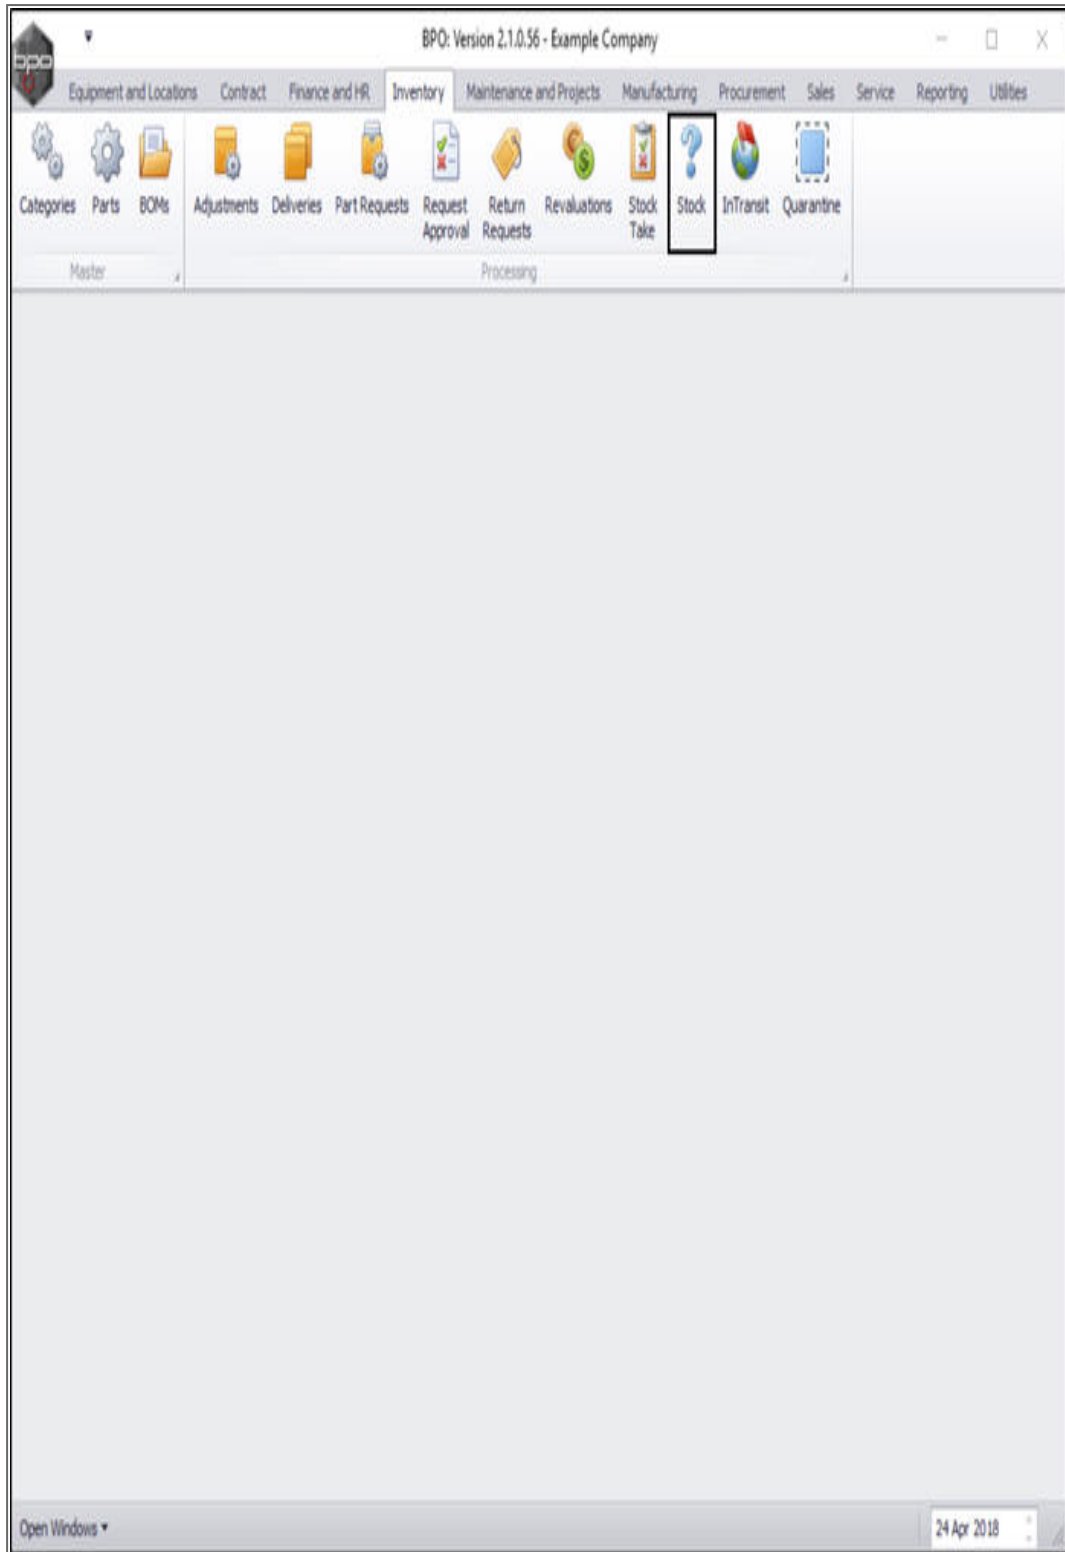 BPO: Version 2.1.0.56 - Example Company
bpo
Equipment and Locations Contract Finance and HR Inventory Maintenance and Projects Manufacturing Procurement Sales Service Reporting Utilities
Categories Parts BOMs Adjustments Deliveries Part Requests Request Return Revaluations Stock Stock InTransit Quarantine
Approval Requests Take
Master Processing
Open Windows 24 Apr 2018